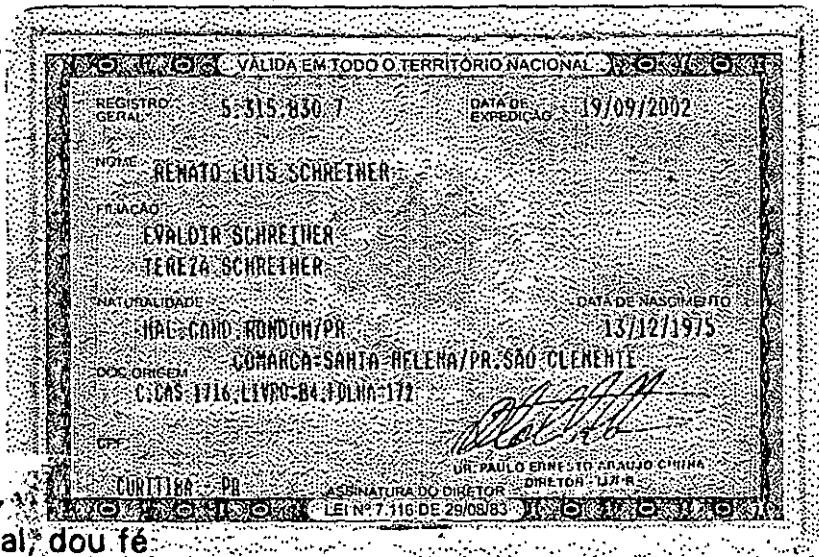 VÁLIDA EM TODO O TERRITÓRIO NACIONAL
REGISTRO GERAL 5.315.830-7 DATA DE EXPEDIÇÃO 19/09/2002
NOME RENATO LUIS SCHREINER
FILIAÇÃO
EVALDIR SCHREINER
TEREZA SCHREINER
NATURALIDADE DATA DE NASCIMENTO
MAL.CAND.RONDON/PR 13/12/1975
DOC ORIGEM COMARCA=SANTA HELENA/PR,SAO CLEMENTE
C.CAS 1716,LIVRO=B4,FOLHA=172
CPF
CURITIBA - PR
DR. PAULO ERNESTO ARAUJO CUNHA
ASSINATURA DO DIRETOR DIRETOR
LEI Nº 7.116 DE 29/08/83
al, dou fé